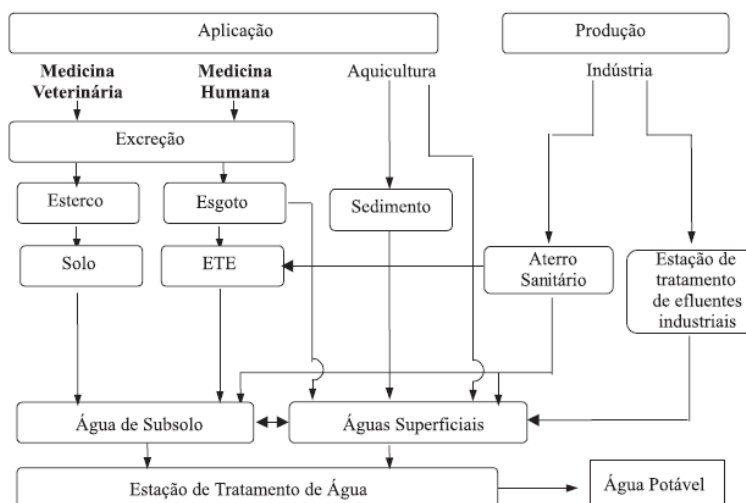 Aplicação
Produção
Medicina
Veterinária
Medicina
Humana
Aquicultura
Indústria
Excreção
Esterco
Esgoto
Sedimento
Solo
ETE
Aterro
Sanitário
Estação de
tratamento
de efluentes
industriais
Água de Subsolo
Águas Superficiais
Estação de Tratamento de Água
Água Potável